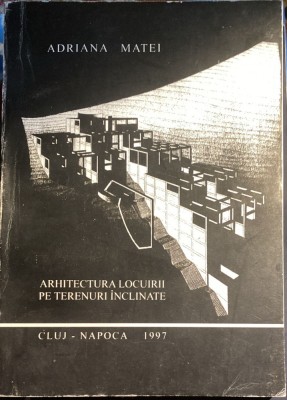 ADRIANA MATEI
ARHITECTURA LOCUIRII
PE TERENURI ÎNCLINATE
CLUJ - NAPOCA 1997